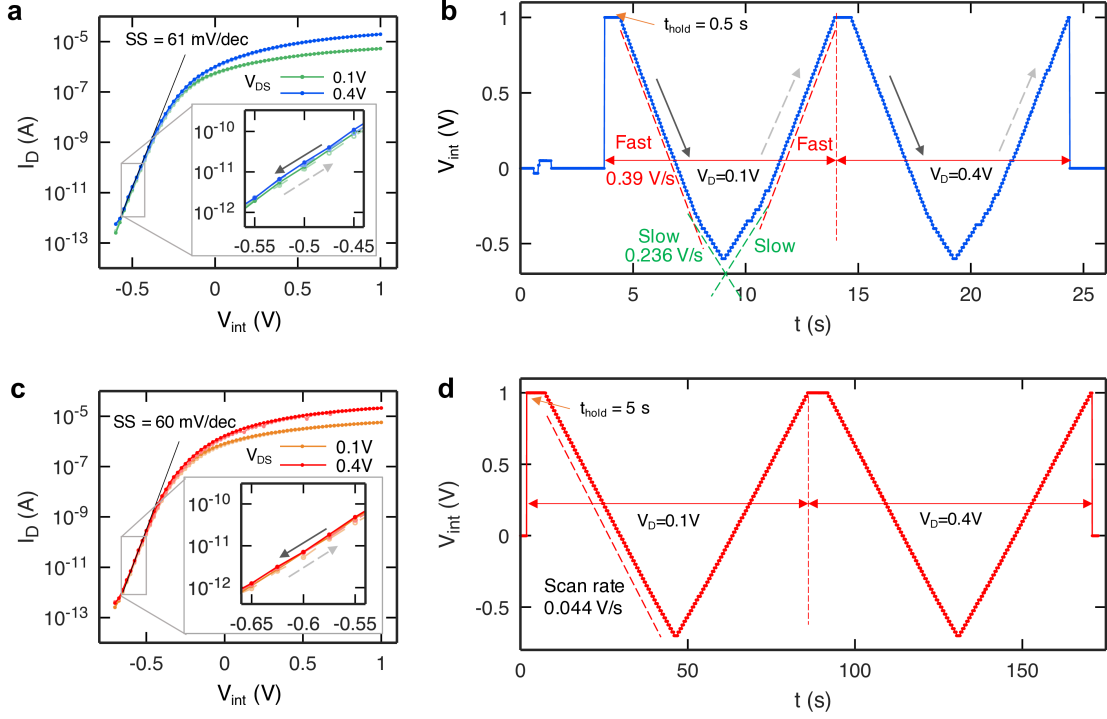 a
SS = 61 mV/dec
V_DS
0.1V
0.4V
10^-5
10^-7
10^-9
10^-11
10^-13
I_D (A)
10^-10
10^-11
10^-12
-0.55
-0.5
-0.45
-0.5
0
0.5
1
V_int (V)
b
t_hold = 0.5 s
1
0.5
0
-0.5
V_int (V)
Fast
0.39 V/s
Fast
V_D=0.1V
V_D=0.4V
Slow
0.236 V/s
Slow
0
5
10
15
20
25
t (s)
c
SS = 60 mV/dec
V_DS
0.1V
0.4V
10^-5
10^-7
10^-9
10^-11
10^-13
I_D (A)
10^-10
10^-11
10^-12
-0.65
-0.6
-0.55
-0.5
0
0.5
1
V_int (V)
d
t_hold = 5 s
1
0.5
0
-0.5
V_int (V)
V_D=0.1V
V_D=0.4V
Scan rate
0.044 V/s
0
50
100
150
t (s)